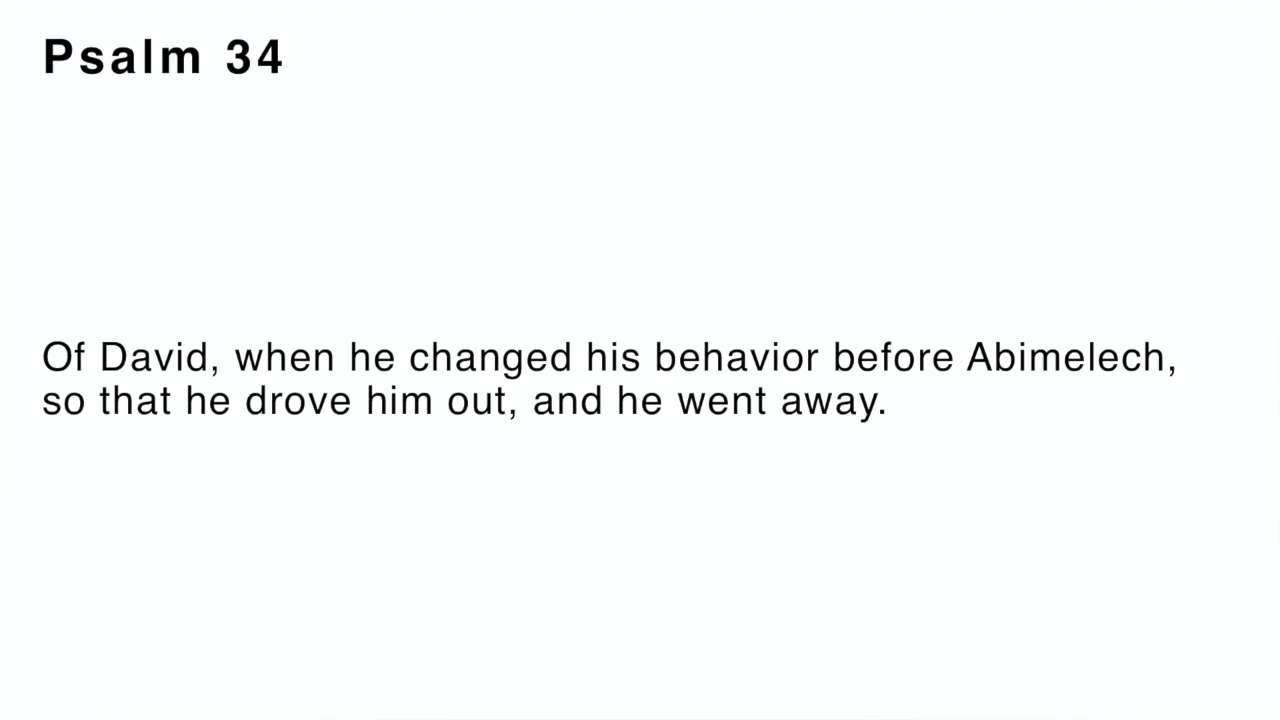 Psalm 34
Of David, when he changed his behavior before Abimelech,
so that he drove him out, and he went away.